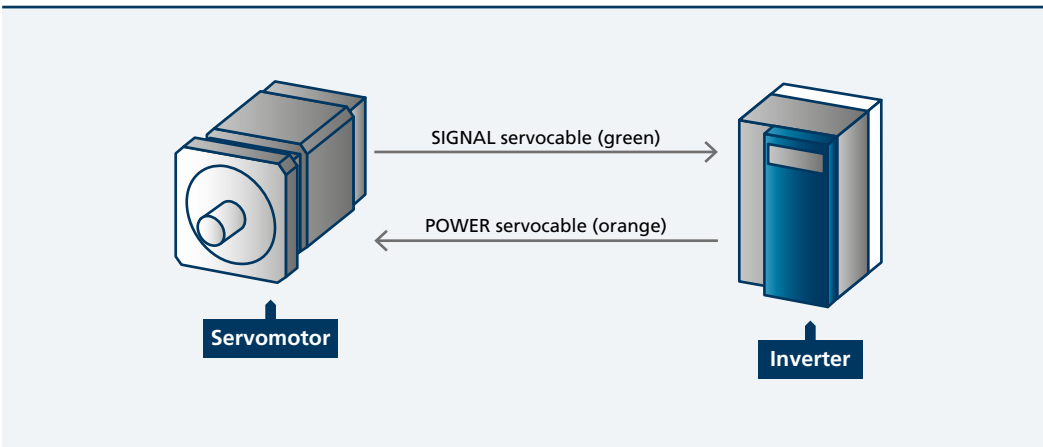 SIGNAL servocable (green)
POWER servocable (orange)
Servomotor
Inverter